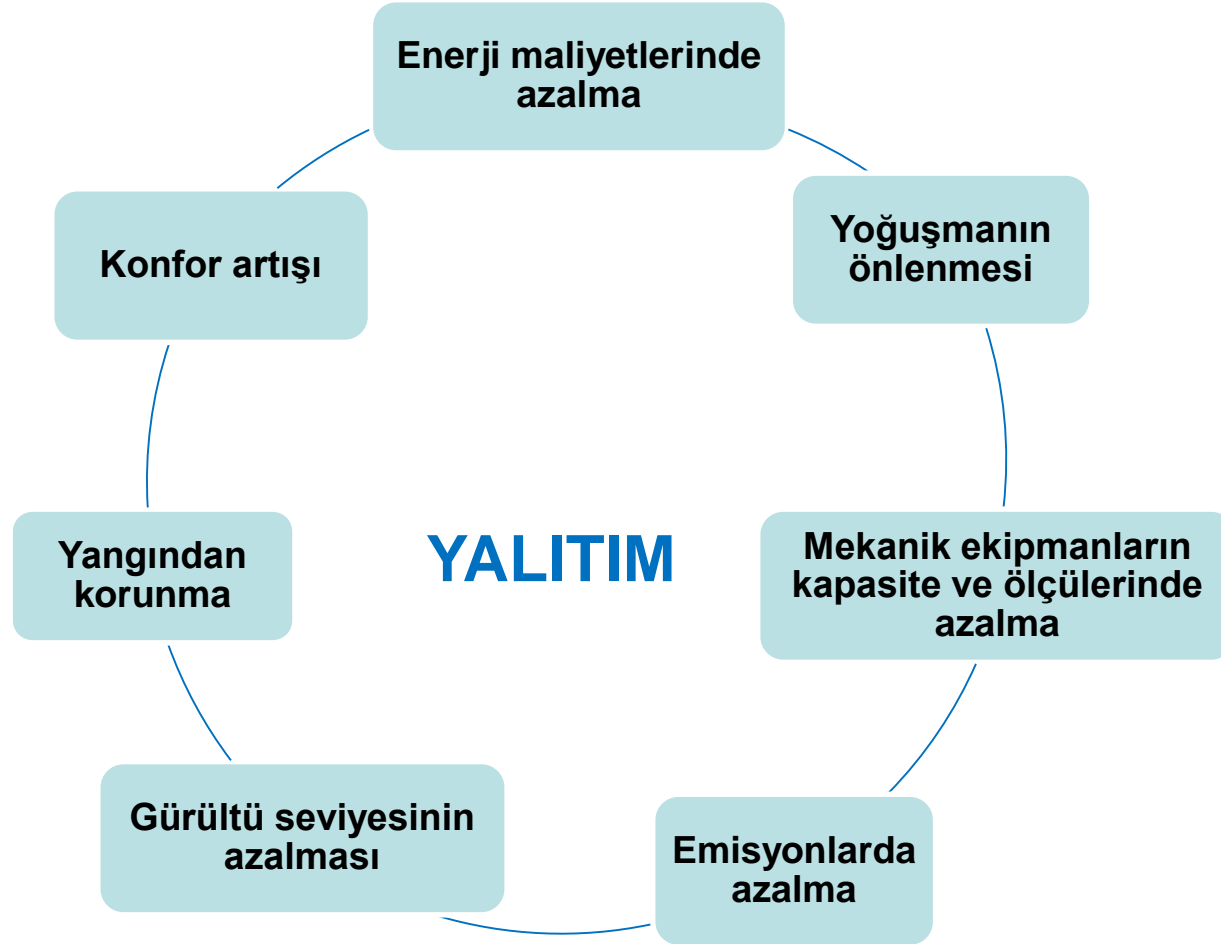 Enerji maliyetlerinde
azalma
Yoğuşmanın
önlenmesi
Konfor artışı
YALITIM
Mekanik ekipmanların
kapasite ve ölçülerinde
azalma
Yangından
korunma
Gürültü seviyesinin
azalması
Emisyonlarda
azalma